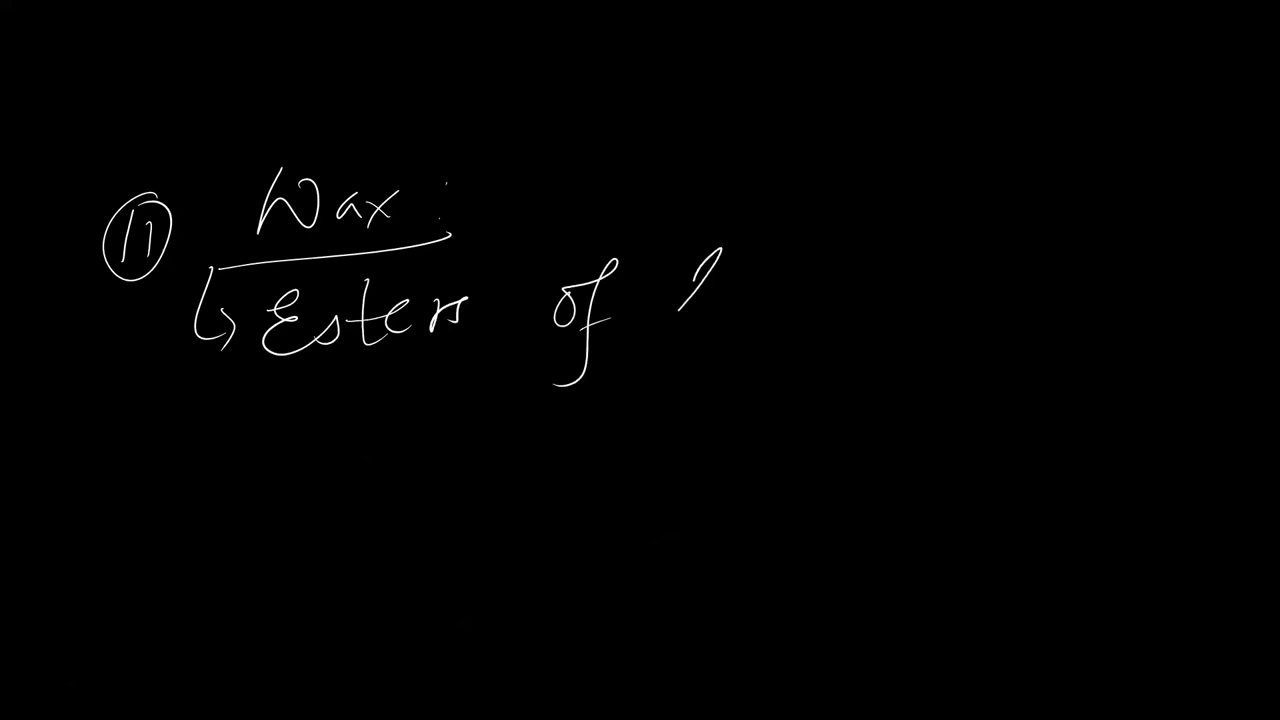 11 Wax :
↳ Esters of